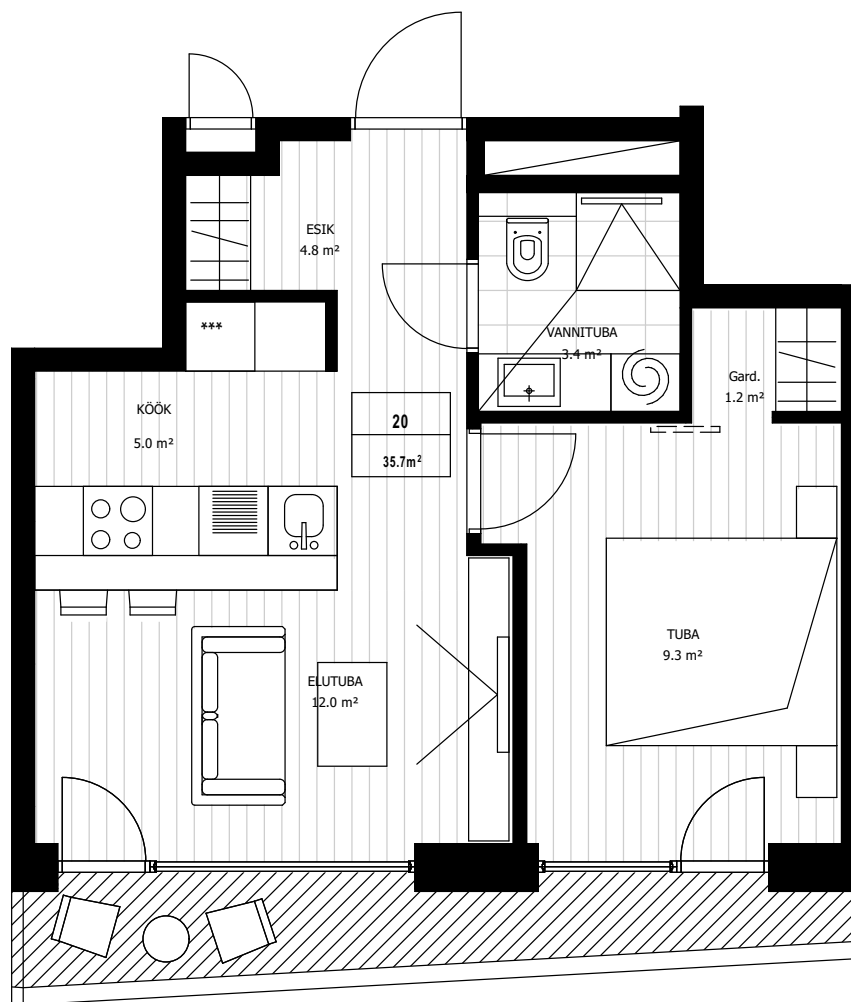 ESIK
4.8 m²
***
VANNITUBA
3.4 m²
Gard.
1.2 m²
KÖÖK
5.0 m²
20
35.7m²
TUBA
9.3 m²
ELUTUBA
12.0 m²